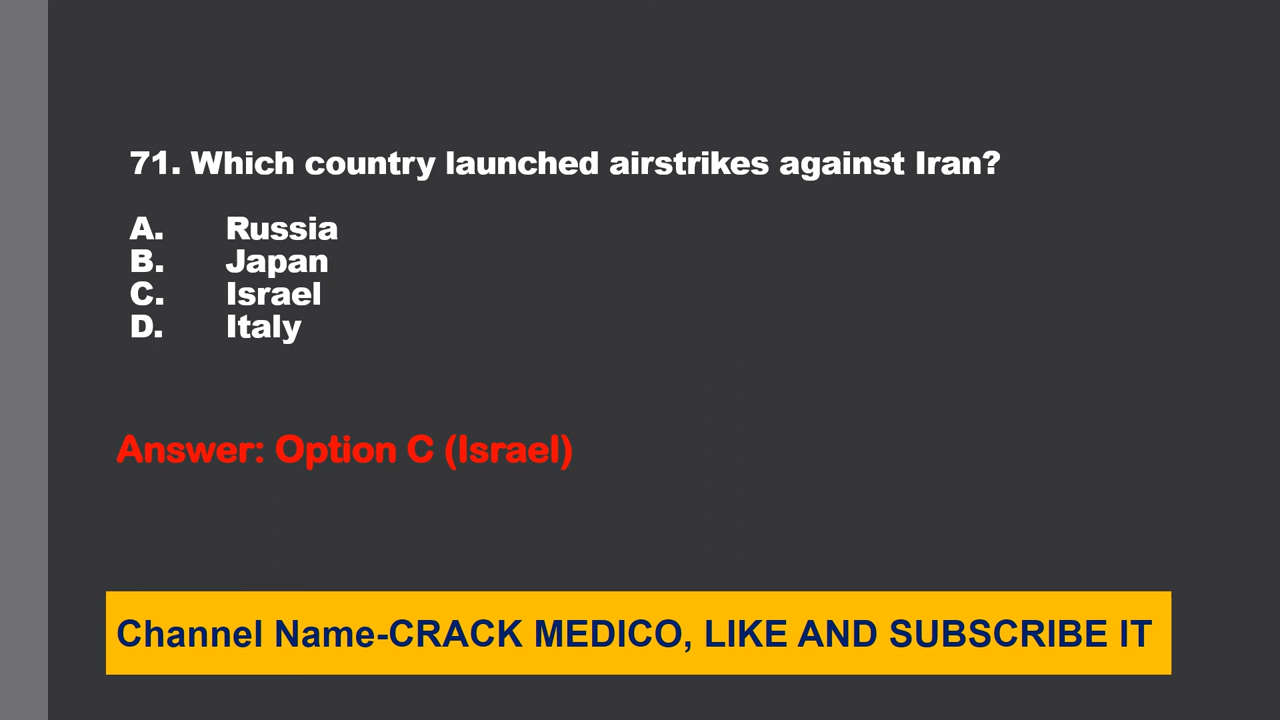 71. Which country launched airstrikes against Iran?
A. Russia
B. Japan
C. Israel
D. Italy
Answer: Option C (Israel)
Channel Name-CRACK MEDICO, LIKE AND SUBSCRIBE IT